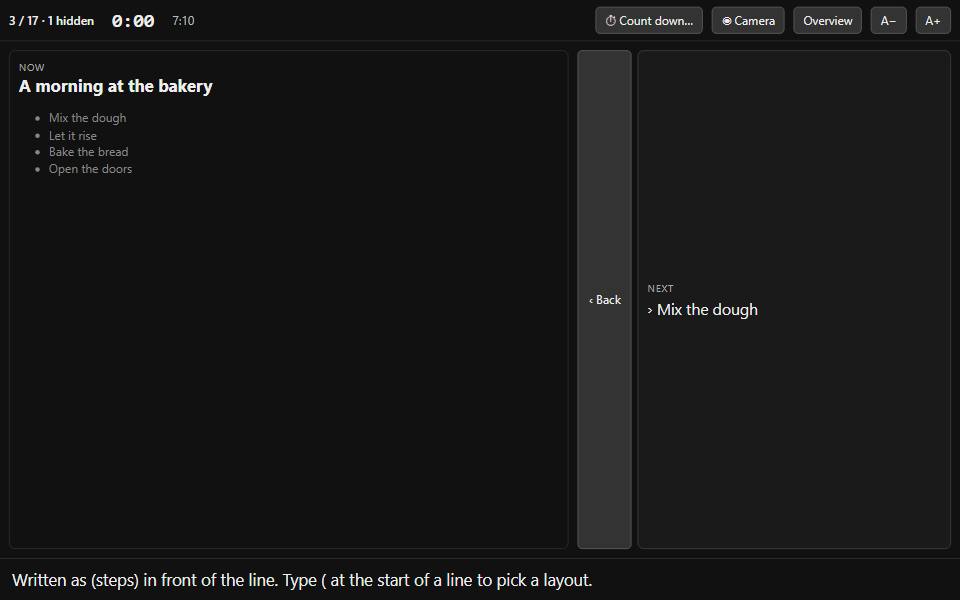 3 / 17 · 1 hidden 0:00 7:10 ⏱ Count down... ◉ Camera Overview A− A+
NOW
A morning at the bakery
• Mix the dough
• Let it rise
• Bake the bread
• Open the doors
‹ Back
NEXT
› Mix the dough
Written as (steps) in front of the line. Type ( at the start of a line to pick a layout.